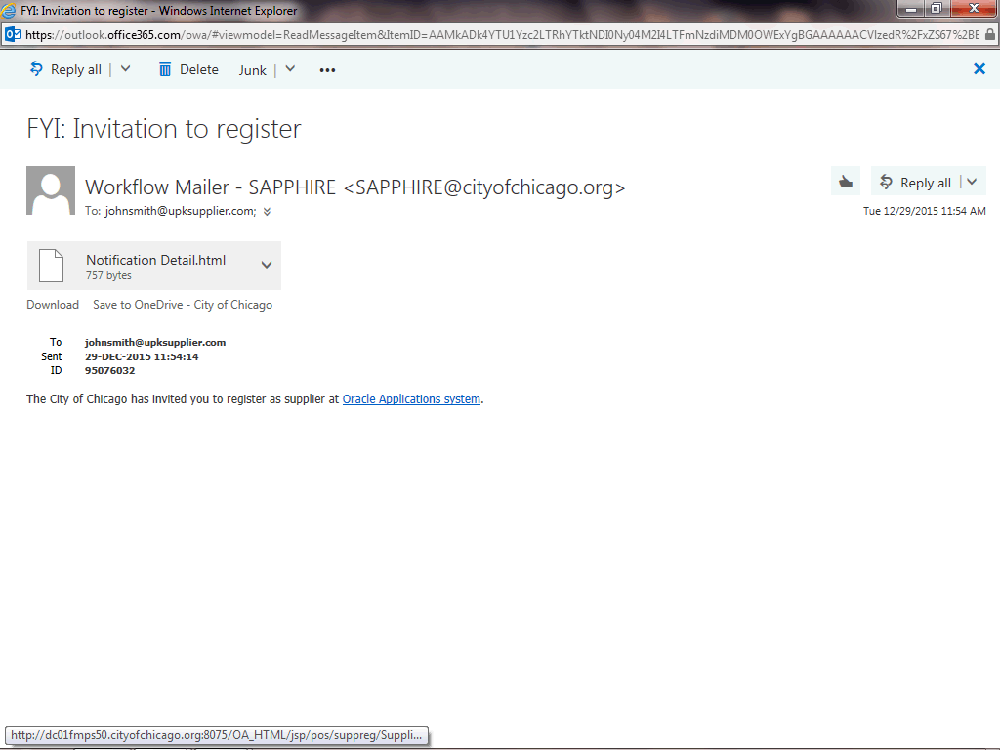 FYI: Invitation to register - Windows Internet Explorer
https://outlook.office365.com/owa/#viewmodel=ReadMessageItem&ItemID=AAMkADk4YTU1Yzc2LTRhYTktNDI0Ny04M2I4LTFmNzdiMDM0OWExYgBGAAAAAACVlzedR%2FxZS67%2BE
Reply all
Delete
Junk
FYI: Invitation to register
Workflow Mailer - SAPPHIRE <SAPPHIRE@cityofchicago.org>
Reply all
To: johnsmith@upksupplier.com;
Tue 12/29/2015 11:54 AM
Notification Detail.html
757 bytes
Download Save to OneDrive - City of Chicago
To johnsmith@upksupplier.com
Sent 29-DEC-2015 11:54:14
ID 95076032
The City of Chicago has invited you to register as supplier at Oracle Applications system.
http://dc01fmps50.cityofchicago.org:8075/OA_HTML/jsp/pos/suppreg/Suppli...